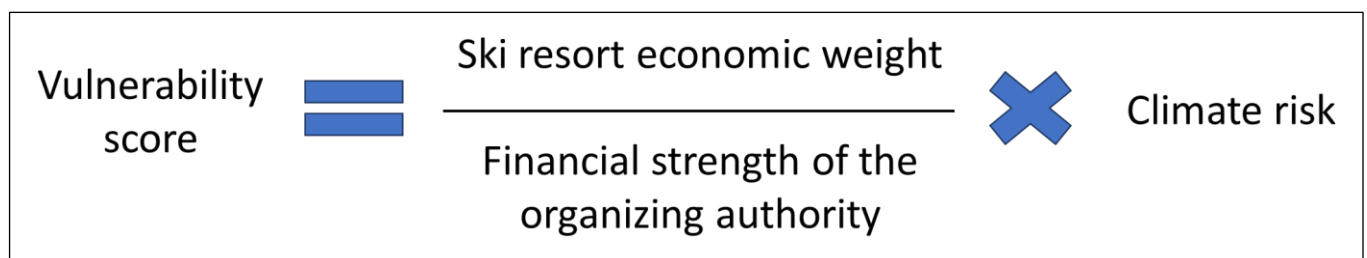 Vulnerability
score
Ski resort economic weight
Financial strength of the
organizing authority
Climate risk